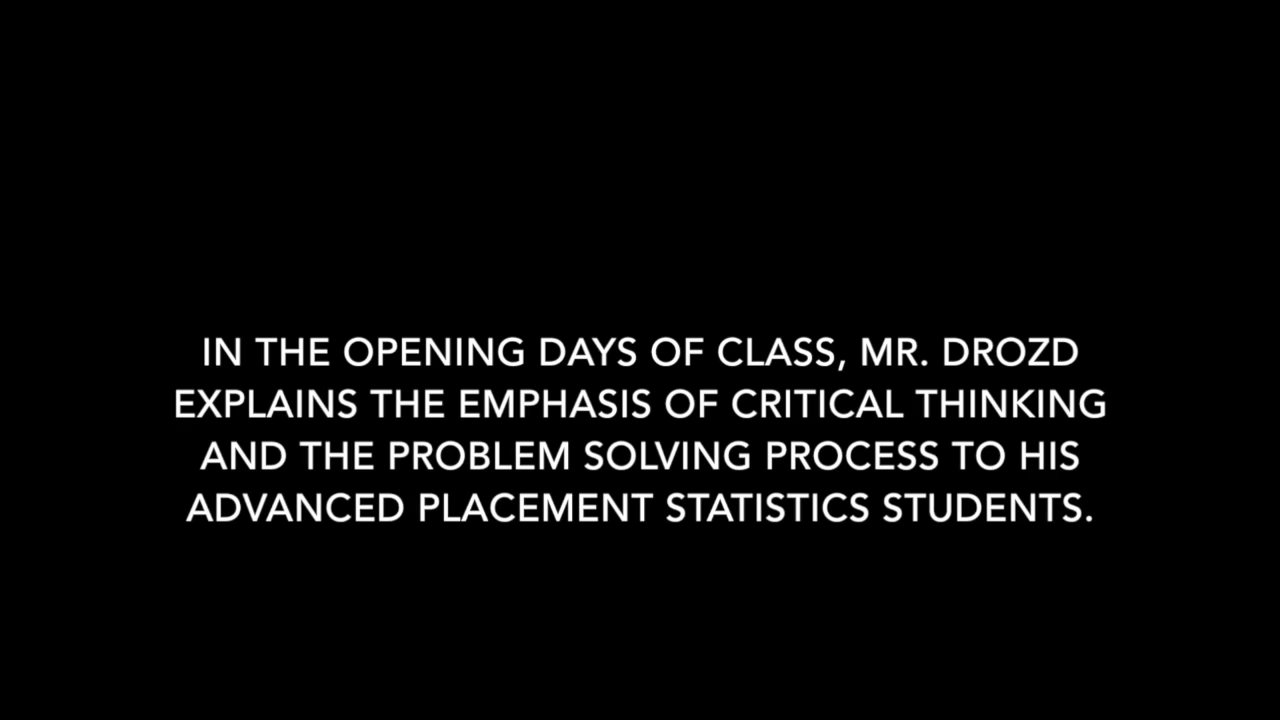 IN THE OPENING DAYS OF CLASS, MR. DROZD
EXPLAINS THE EMPHASIS OF CRITICAL THINKING
AND THE PROBLEM SOLVING PROCESS TO HIS
ADVANCED PLACEMENT STATISTICS STUDENTS.